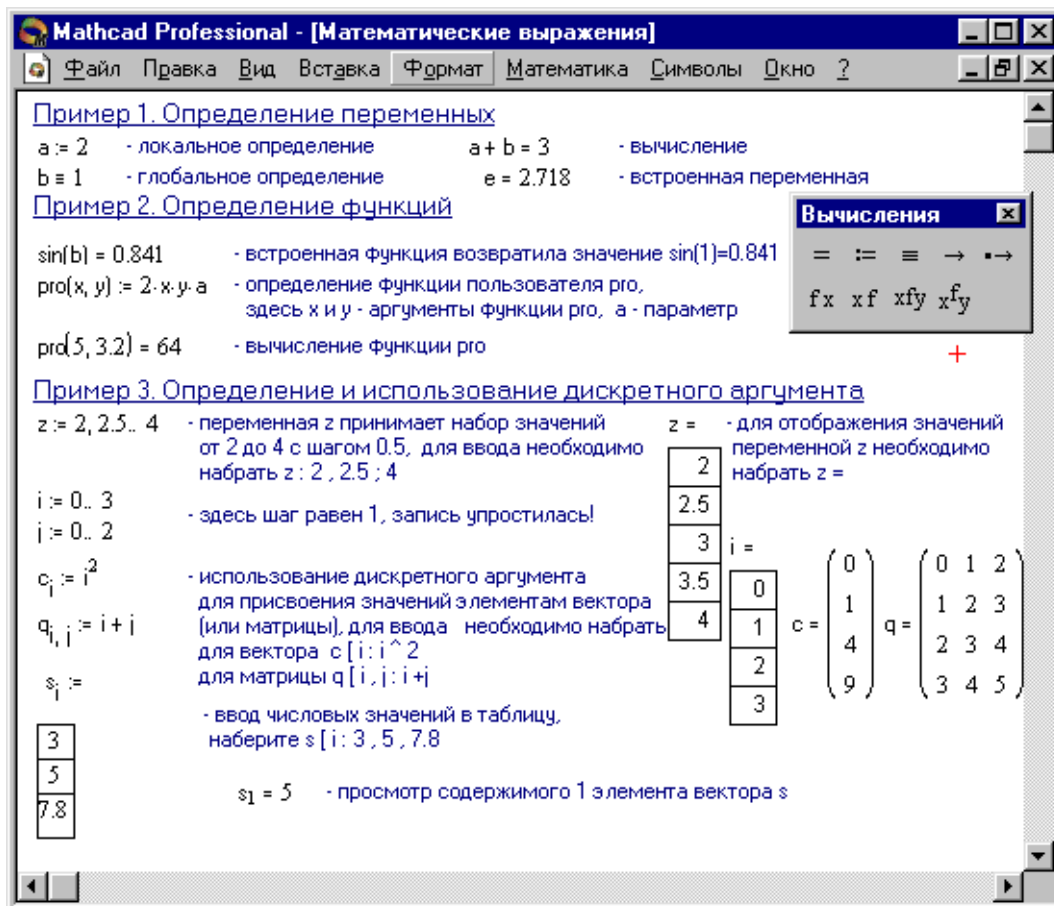 Mathcad Professional - [Математические выражения]
Файл Правка Вид Вставка Формат Математика Символы Окно ?
Пример 1. Определение переменных
a := 2 - локальное определение a + b = 3 - вычисление
b ≡ 1 - глобальное определение e = 2.718 - встроенная переменная
Пример 2. Определение функций
Вычисления
= := ≡ → ▪→
fx xf xfy xfy
sin(b) = 0.841 - встроенная функция возвратила значение sin(1)=0.841
pro(x, y) := 2·x·y·a - определение функции пользователя pro,
здесь x и y - аргументы функции pro, а - параметр
pro(5, 3.2) = 64 - вычисление функции pro
Пример 3. Определение и использование дискретного аргумента
z := 2, 2.5.. 4 - переменная z принимает набор значений
от 2 до 4 с шагом 0.5, для ввода необходимо
набрать z : 2 , 2.5 ; 4
z = - для отображения значений
переменной z необходимо
набрать z =
2
2.5
3
3.5
4
i := 0.. 3
j := 0.. 2
- здесь шаг равен 1, запись упростилась!
i =
0
1
2
3
c = ( 0 1 4 9 )
q = ( 0 1 2
1 2 3
2 3 4
3 4 5 )
c i := i^2 - использование дискретного аргумента
для присвоения значений элементам вектора
q i, j := i + j (или матрицы), для ввода необходимо набрать
для вектора c [ i : i ^ 2
для матрицы q [ i , j : i +j
s i :=
- ввод числовых значений в таблицу,
наберите s [ i : 3 , 5 , 7.8
3
5
7.8
s1 = 5 - просмотр содержимого 1 элемента вектора s